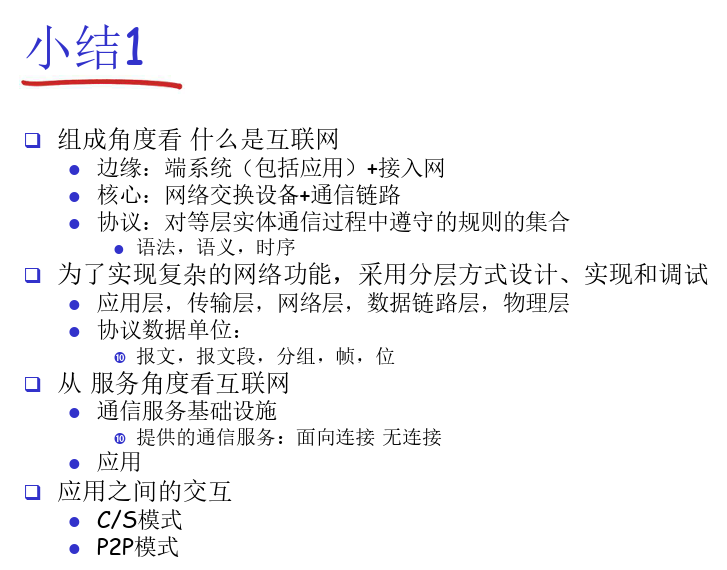 小结1
组成角度看 什么是互联网
边缘：端系统（包括应用）+接入网
核心：网络交换设备+通信链路
协议：对等层实体通信过程中遵守的规则的集合
语法，语义，时序
为了实现复杂的网络功能，采用分层方式设计、实现和调试
应用层，传输层，网络层，数据链路层，物理层
协议数据单位：
报文，报文段，分组，帧，位
从 服务角度看互联网
通信服务基础设施
提供的通信服务：面向连接 无连接
应用
应用之间的交互
C/S模式
P2P模式